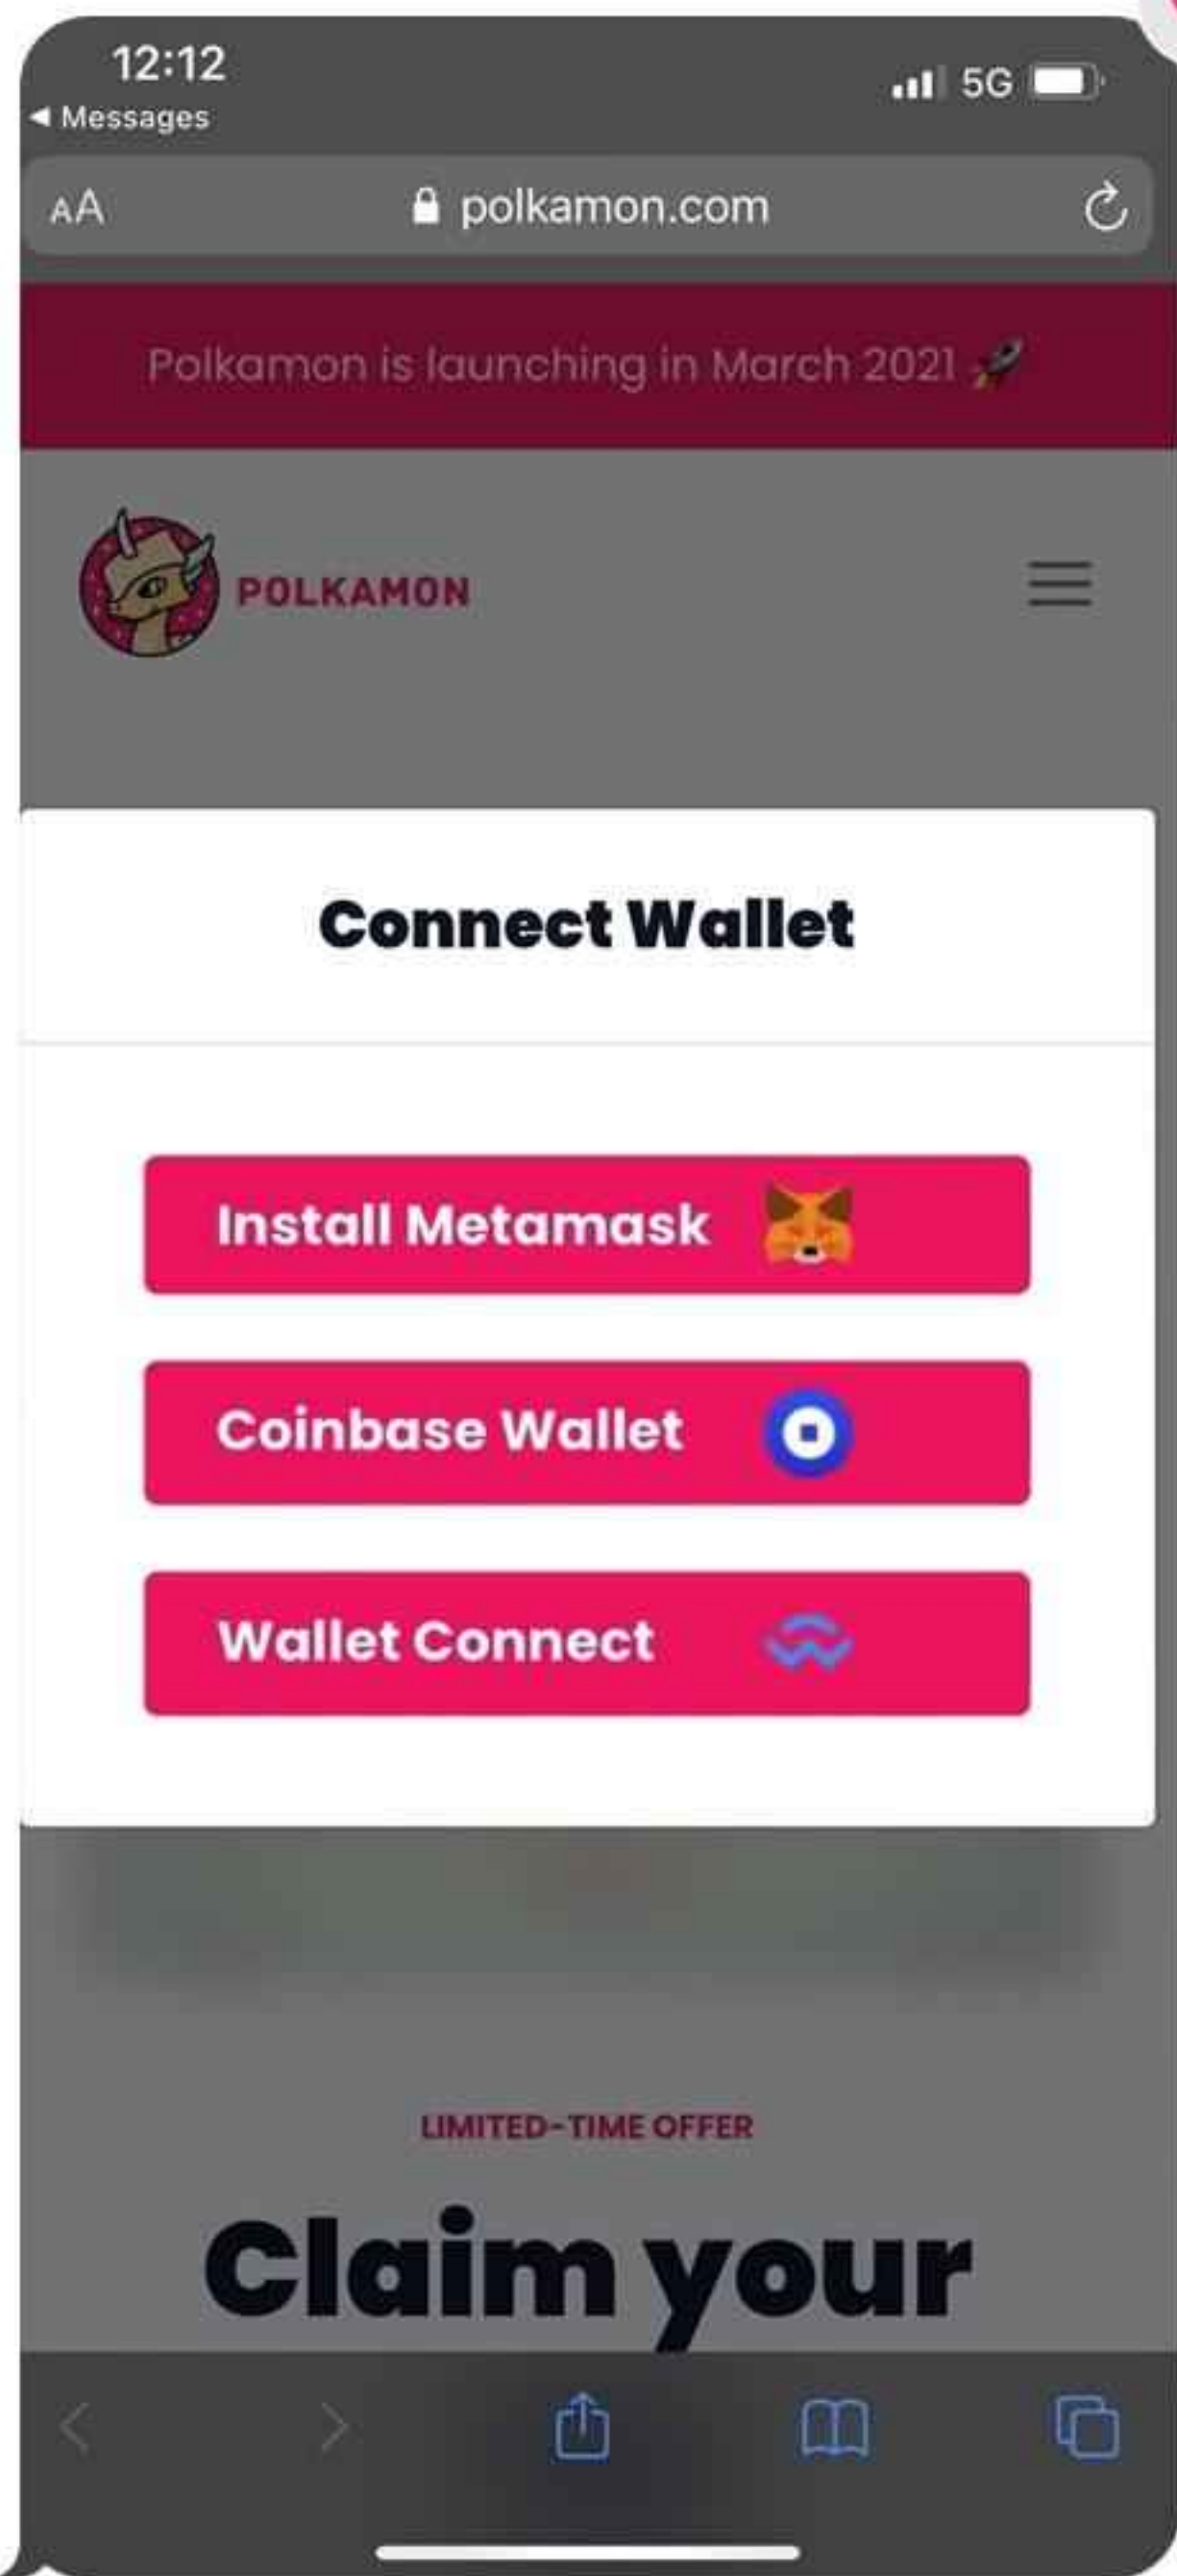 12:12
5G
Messages
AA
polkamon.com
Polkamon is launching in March 2021
POLKAMON
Connect Wallet
Install Metamask
Coinbase Wallet
Wallet Connect
LIMITED-TIME OFFER
Claim your